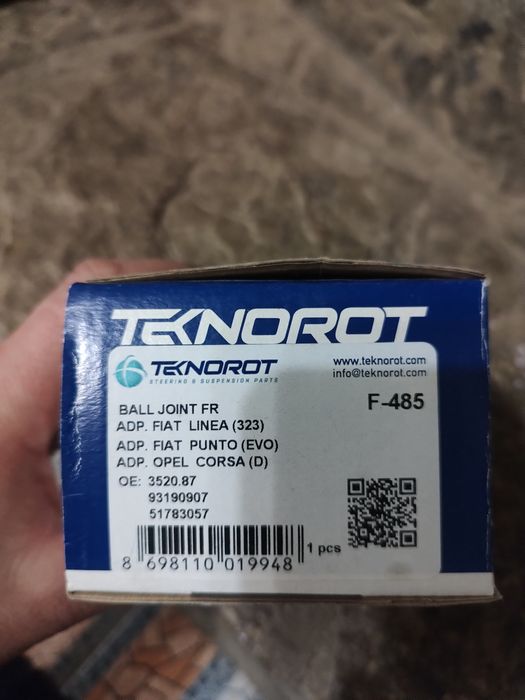 TEKNOROT
TEKNOROT
STEERING & SUSPENSION PARTS
www.teknorot.com
info@teknorot.com
BALL JOINT FR
F-485
ADP. FIAT LINEA (323)
ADP. FIAT PUNTO (EVO)
ADP. OPEL CORSA (D)
OE: 3520.87
93190907
51783057
1 pcs
8 698110 019948